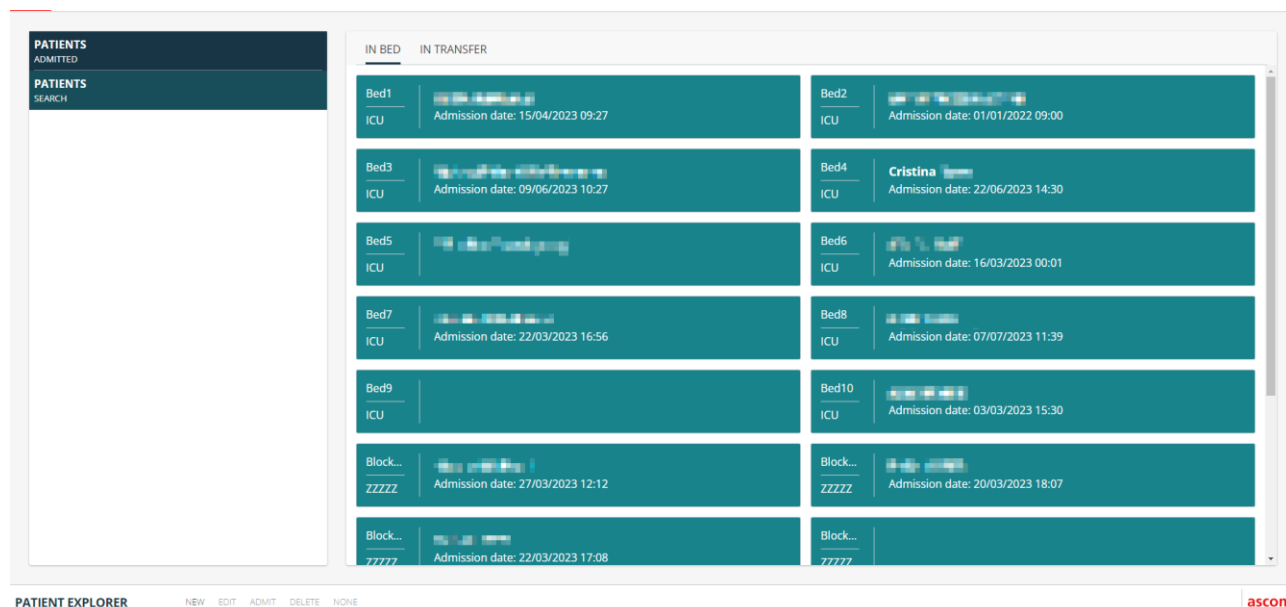 PATIENTS
ADMITTED
PATIENTS
SEARCH
IN BED IN TRANSFER
Bed1
ICU
Admission date: 15/04/2023 09:27
Bed2
ICU
Admission date: 01/01/2022 09:00
Bed3
ICU
Admission date: 09/06/2023 10:27
Bed4
ICU
Cristina
Admission date: 22/06/2023 14:30
Bed5
ICU
Bed6
ICU
Admission date: 16/03/2023 00:01
Bed7
ICU
Admission date: 22/03/2023 16:56
Bed8
ICU
Admission date: 07/07/2023 11:39
Bed9
ICU
Bed10
ICU
Admission date: 03/03/2023 15:30
Block...
ZZZZZ
Admission date: 27/03/2023 12:12
Block...
ZZZZZ
Admission date: 20/03/2023 18:07
Block...
ZZZZZ
Admission date: 22/03/2023 17:08
Block...
ZZZZZ
PATIENT EXPLORER NEW EDIT ADMIT DELETE NONE
ascom